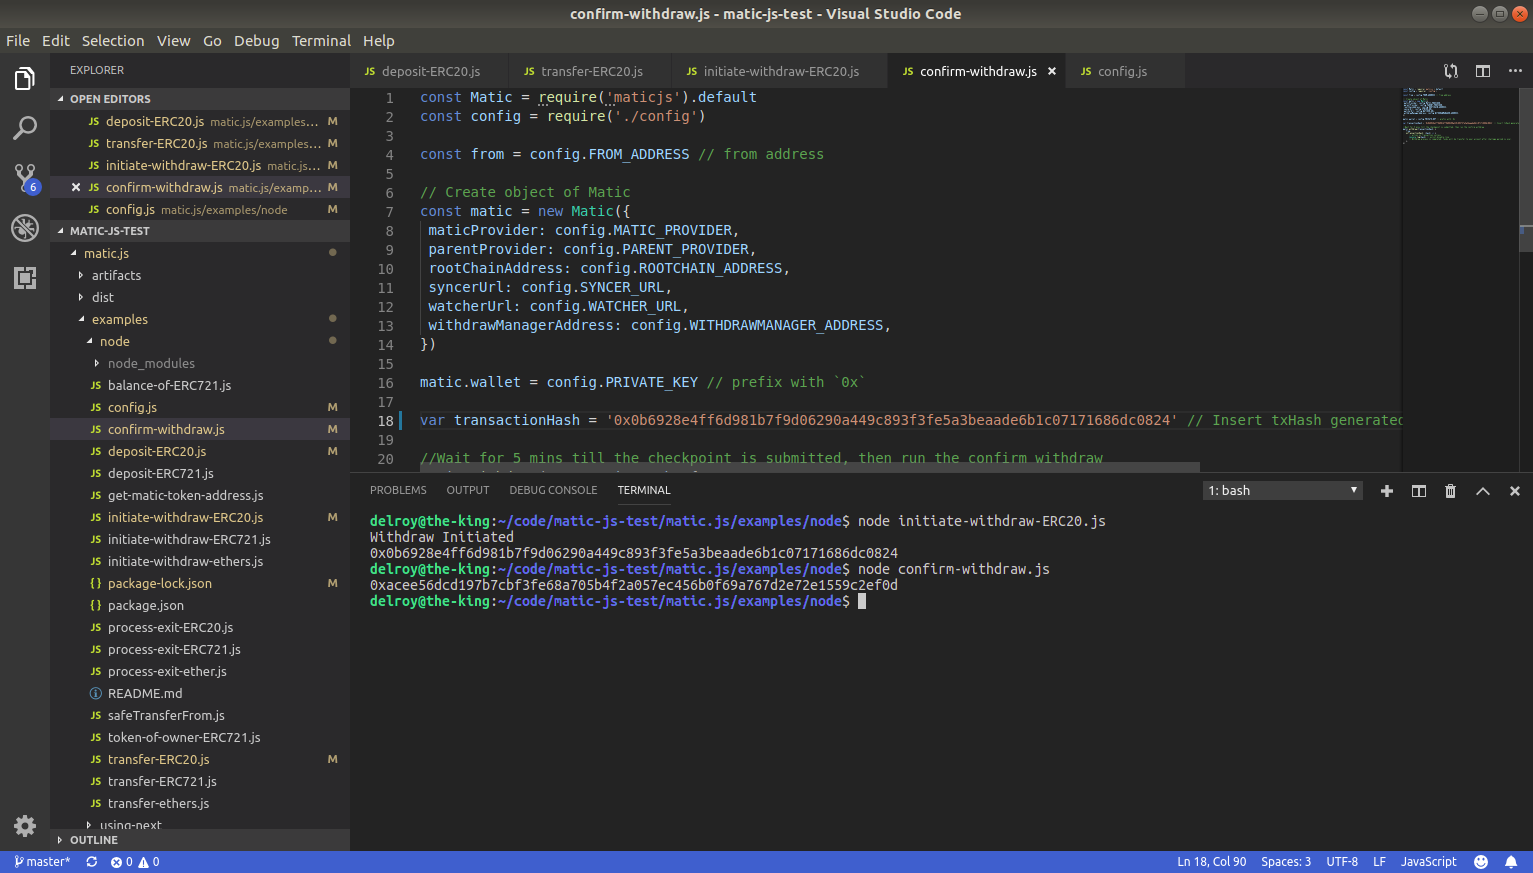 confirm-withdraw.js - matic-js-test - Visual Studio Code
File Edit Selection View Go Debug Terminal Help
EXPLORER
OPEN EDITORS
JS deposit-ERC20.js matic.js/examples... M
JS transfer-ERC20.js matic.js/examples... M
JS initiate-withdraw-ERC20.js matic.js... M
JS confirm-withdraw.js matic.js/examp... M
JS config.js matic.js/examples/node M
MATIC-JS-TEST
matic.js
artifacts
dist
examples
node
node_modules
JS balance-of-ERC721.js
JS config.js M
JS confirm-withdraw.js M
JS deposit-ERC20.js M
JS deposit-ERC721.js
JS get-matic-token-address.js
JS initiate-withdraw-ERC20.js M
JS initiate-withdraw-ERC721.js
JS initiate-withdraw-ethers.js
{} package-lock.json M
{} package.json
JS process-exit-ERC20.js
JS process-exit-ERC721.js
JS process-exit-ether.js
README.md
JS safeTransferFrom.js
JS token-of-owner-ERC721.js
JS transfer-ERC20.js M
JS transfer-ERC721.js
JS transfer-ethers.js
using-next
OUTLINE
6
JS deposit-ERC20.js JS transfer-ERC20.js JS initiate-withdraw-ERC20.js JS confirm-withdraw.js JS config.js
1 const Matic = require('maticjs').default
2 const config = require('./config')
3
4 const from = config.FROM_ADDRESS // from address
5
6 // Create object of Matic
7 const matic = new Matic({
8 maticProvider: config.MATIC_PROVIDER,
9 parentProvider: config.PARENT_PROVIDER,
10 rootChainAddress: config.ROOTCHAIN_ADDRESS,
11 syncerUrl: config.SYNCER_URL,
12 watcherUrl: config.WATCHER_URL,
13 withdrawManagerAddress: config.WITHDRAWMANAGER_ADDRESS,
14 })
15
16 matic.wallet = config.PRIVATE_KEY // prefix with `0x`
17
18 var transactionHash = '0x0b6928e4ff6d981b7f9d06290a449c893f3fe5a3beaade6b1c07171686dc0824' // Insert txHash generated
19
20 //Wait for 5 mins till the checkpoint is submitted, then run the confirm withdraw
PROBLEMS OUTPUT DEBUG CONSOLE TERMINAL 1: bash
delroy@the-king:~/code/matic-js-test/matic.js/examples/node$ node initiate-withdraw-ERC20.js
Withdraw Initiated
0x0b6928e4ff6d981b7f9d06290a449c893f3fe5a3beaade6b1c07171686dc0824
delroy@the-king:~/code/matic-js-test/matic.js/examples/node$ node confirm-withdraw.js
0xacee56dcd197b7cbf3fe68a705b4f2a057ec456b0f69a767d2e72e1559c2ef0d
delroy@the-king:~/code/matic-js-test/matic.js/examples/node$
master* 0 0 Ln 18, Col 90 Spaces: 3 UTF-8 LF JavaScript